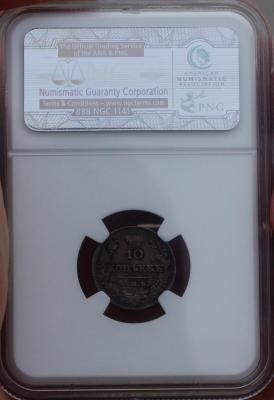 The Official Grading Service
of the ANA & PNG
Numismatic Guaranty Corporation
Terms & Conditions – www.ngcterms.com
888.NGC.1141
AMERICAN
NUMISMATIC
ASSOCIATION
PNG
10
КОПѢЕКЪ